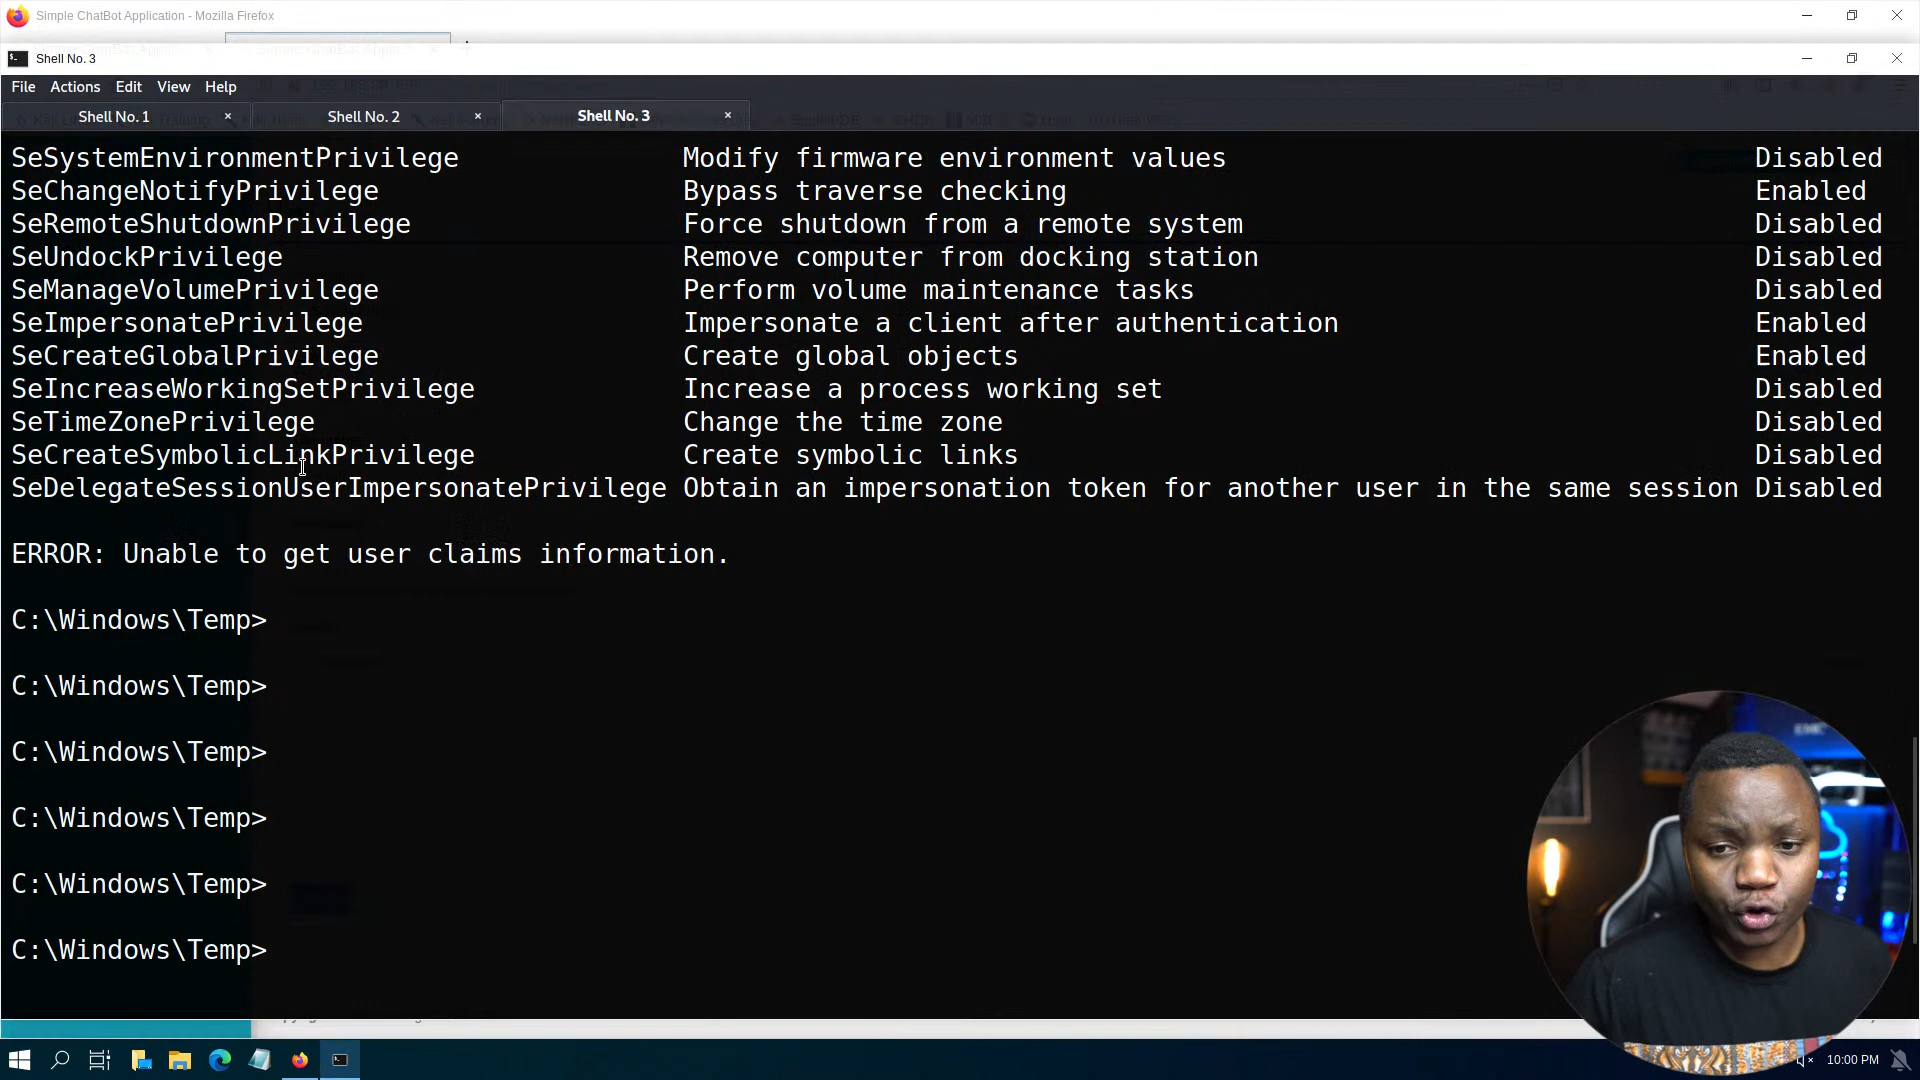 Simple ChatBot Application - Mozilla Firefox
Shell No. 3
File Actions Edit View Help
Shell No. 1 × Shell No. 2 × Shell No. 3 ×
SeSystemEnvironmentPrivilege Modify firmware environment values Disabled
SeChangeNotifyPrivilege Bypass traverse checking Enabled
SeRemoteShutdownPrivilege Force shutdown from a remote system Disabled
SeUndockPrivilege Remove computer from docking station Disabled
SeManageVolumePrivilege Perform volume maintenance tasks Disabled
SeImpersonatePrivilege Impersonate a client after authentication Enabled
SeCreateGlobalPrivilege Create global objects Enabled
SeIncreaseWorkingSetPrivilege Increase a process working set Disabled
SeTimeZonePrivilege Change the time zone Disabled
SeCreateSymbolicLinkPrivilege Create symbolic links Disabled
SeDelegateSessionUserImpersonatePrivilege Obtain an impersonation token for another user in the same session Disabled
ERROR: Unable to get user claims information.
C:\Windows\Temp>
C:\Windows\Temp>
C:\Windows\Temp>
C:\Windows\Temp>
C:\Windows\Temp>
C:\Windows\Temp>
10:00 PM